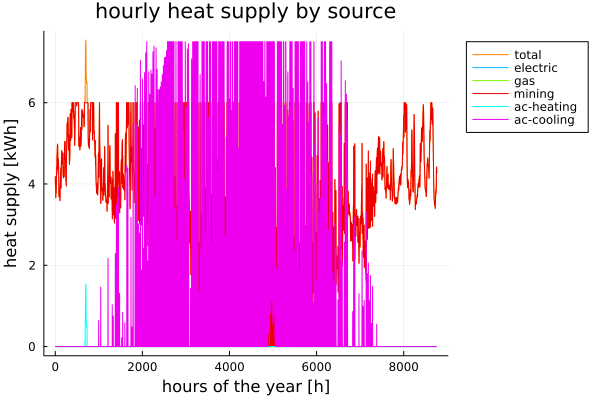 hourly heat supply by source
heat supply [kWh]
6
4
2
0
0
2000
4000
6000
8000
hours of the year [h]
total
electric
gas
mining
ac-heating
ac-cooling